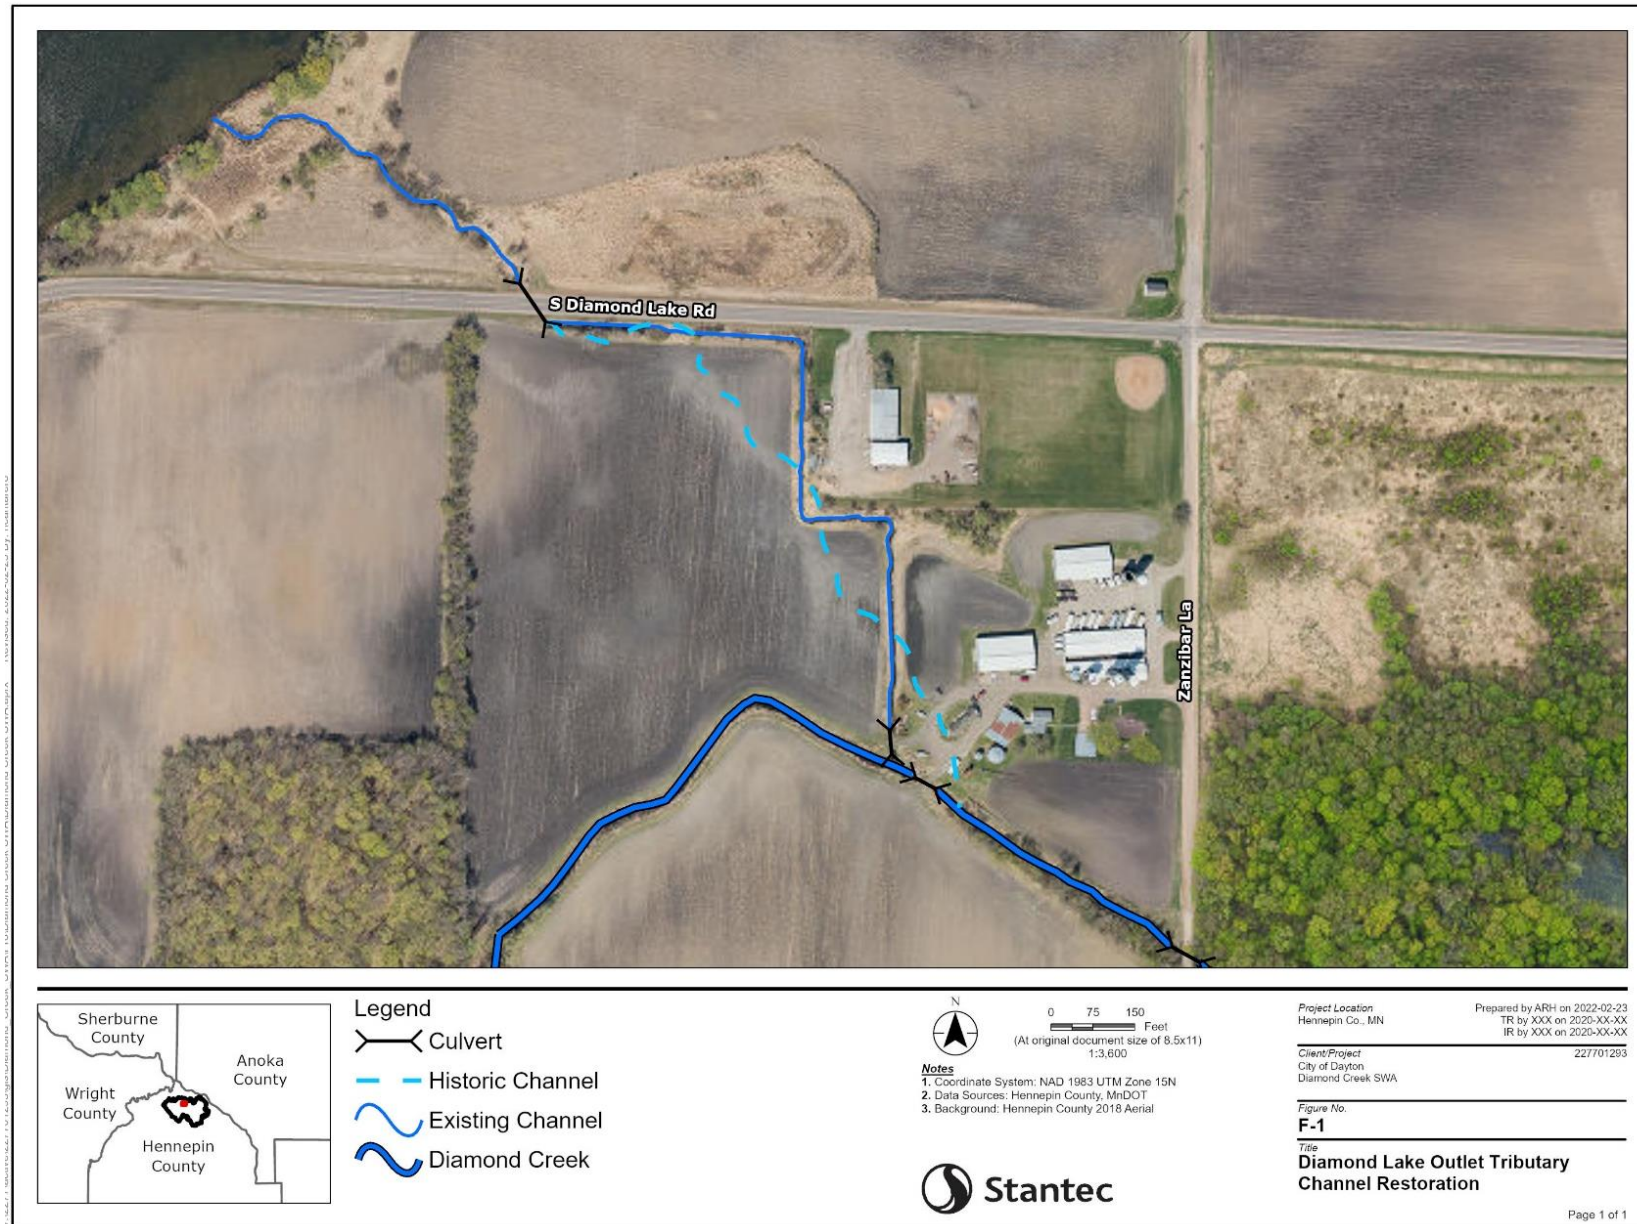 S Diamond Lake Rd
Zanzibar La
Sherburne
County
Anoka
County
Wright
County
Hennepin
County
Legend
Culvert
Historic Channel
Existing Channel
Diamond Creek
N
0 75 150
Feet
(At original document size of 8.5x11)
1:3,600
Notes
1. Coordinate System: NAD 1983 UTM Zone 15N
2. Data Sources: Hennepin County, MnDOT
3. Background: Hennepin County 2018 Aerial
Stantec
Project Location
Hennepin Co., MN
Prepared by ARH on 2022-02-23
TR by XXX on 2020-XX-XX
IR by XXX on 2020-XX-XX
Client/Project
227701293
City of Dayton
Diamond Creek SWA
Figure No.
F-1
Title
Diamond Lake Outlet Tributary
Channel Restoration
Page 1 of 1